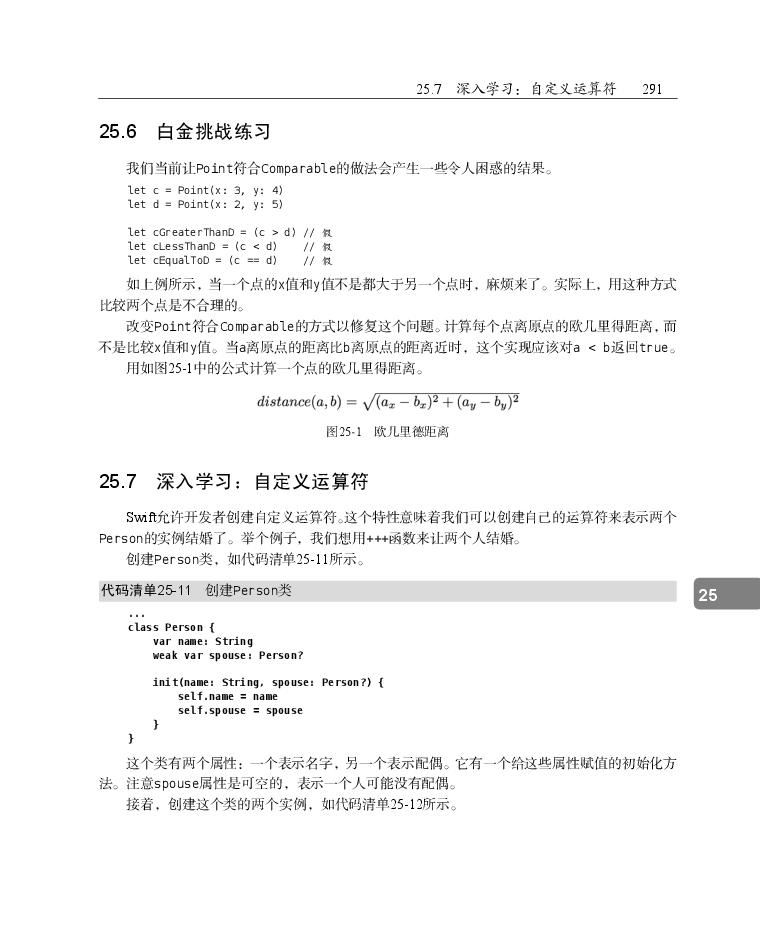 25.7 深入学习：自定义运算符 291
25.6 白金挑战练习
我们当前让Point符合Comparable的做法会产生一些令人困惑的结果。
let c = Point(x: 3, y: 4)
let d = Point(x: 2, y: 5)
let cGreaterThanD = (c > d) // 假
let cLessThanD = (c < d) // 假
let cEqualToD = (c == d) // 假
如上例所示，当一个点的x值和y值不是都大于另一个点时，麻烦来了。实际上，用这种方式
比较两个点是不合理的。
改变Point符合Comparable的方式以修复这个问题。计算每个点离原点的欧几里得距离，而
不是比较x值和y值。当a离原点的距离比b离原点的距离近时，这个实现应该对a < b返回true。
用如图25-1中的公式计算一个点的欧几里得距离。
distance(a, b) = √(a_x − b_x)² + (a_y − b_y)²
图25-1 欧几里德距离
25.7 深入学习：自定义运算符
Swift允许开发者创建自定义运算符。这个特性意味着我们可以创建自己的运算符来表示两个
Person的实例结婚了。举个例子，我们想用+++函数来让两个人结婚。
创建Person类，如代码清单25-11所示。
代码清单25-11 创建Person类
25
...
class Person {
var name: String
weak var spouse: Person?
init(name: String, spouse: Person?) {
self.name = name
self.spouse = spouse
}
}
这个类有两个属性：一个表示名字，另一个表示配偶。它有一个给这些属性赋值的初始化方
法。注意spouse属性是可空的，表示一个人可能没有配偶。
接着，创建这个类的两个实例，如代码清单25-12所示。